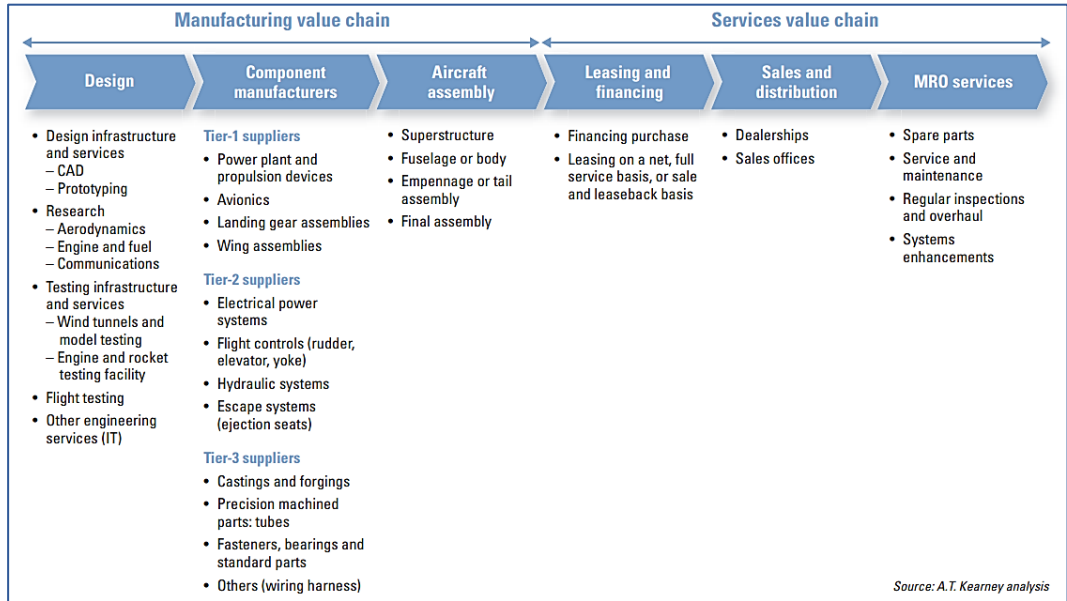 Manufacturing value chain
Services value chain
Design
Component
manufacturers
Aircraft
assembly
Leasing and
financing
Sales and
distribution
MRO services
• Design infrastructure
and services
– CAD
– Prototyping
• Research
– Aerodynamics
– Engine and fuel
– Communications
• Testing infrastructure
and services
– Wind tunnels and
model testing
– Engine and rocket
testing facility
• Flight testing
• Other engineering
services (IT)
Tier-1 suppliers
• Power plant and
propulsion devices
• Avionics
• Landing gear assemblies
• Wing assemblies
Tier-2 suppliers
• Electrical power
systems
• Flight controls (rudder,
elevator, yoke)
• Hydraulic systems
• Escape systems
(ejection seats)
Tier-3 suppliers
• Castings and forgings
• Precision machined
parts: tubes
• Fasteners, bearings and
standard parts
• Others (wiring harness)
• Superstructure
• Fuselage or body
• Empennage or tail
assembly
• Final assembly
• Financing purchase
• Leasing on a net, full
service basis, or sale
and leaseback basis
• Dealerships
• Sales offices
• Spare parts
• Service and
maintenance
• Regular inspections
and overhaul
• Systems
enhancements
Source: A.T. Kearney analysis